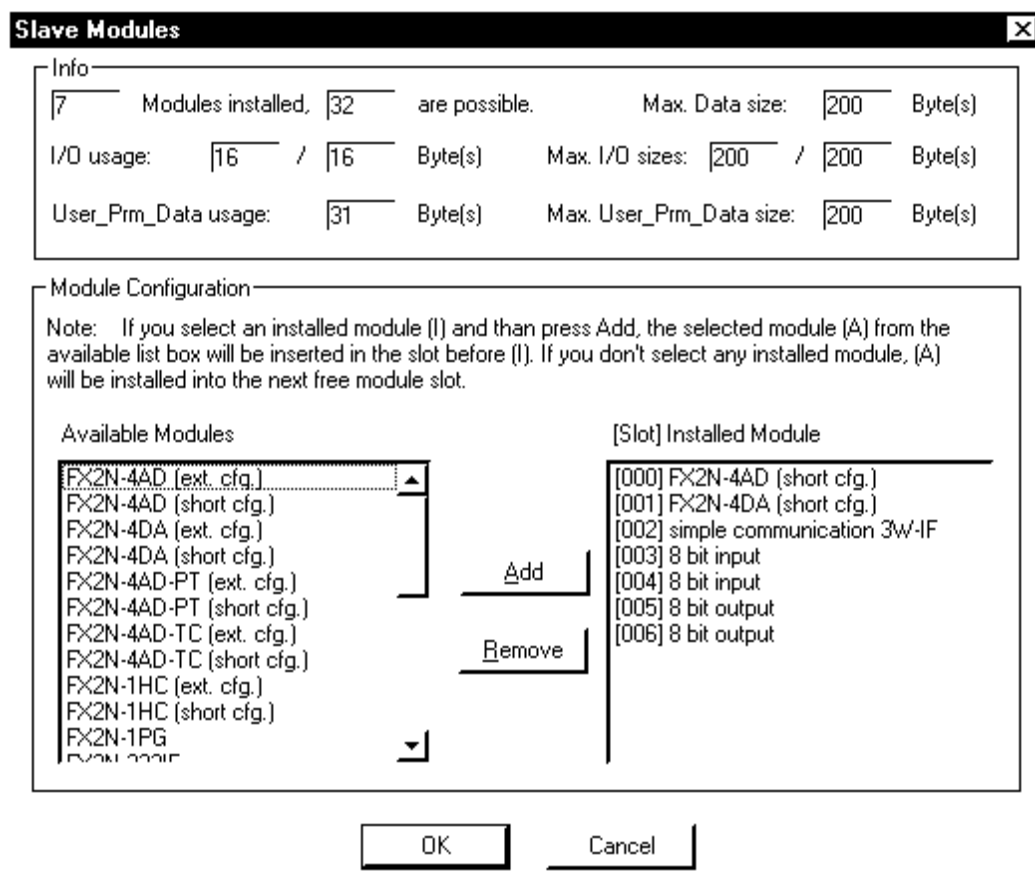 Slave Modules
Info
7 Modules installed, 32 are possible. Max. Data size: 200 Byte(s)
I/O usage: 16 / 16 Byte(s) Max. I/O sizes: 200 / 200 Byte(s)
User_Prm_Data usage: 31 Byte(s) Max. User_Prm_Data size: 200 Byte(s)
Module Configuration
Note: If you select an installed module (I) and than press Add, the selected module (A) from the
available list box will be inserted in the slot before (I). If you don't select any installed module, (A)
will be installed into the next free module slot.
Available Modules
FX2N-4AD (ext. cfg.)
FX2N-4AD (short cfg.)
FX2N-4DA (ext. cfg.)
FX2N-4DA (short cfg.)
FX2N-4AD-PT (ext. cfg.)
FX2N-4AD-PT (short cfg.)
FX2N-4AD-TC (ext. cfg.)
FX2N-4AD-TC (short cfg.)
FX2N-1HC (ext. cfg.)
FX2N-1HC (short cfg.)
FX2N-1PG
Add
Remove
[Slot] Installed Module
[000] FX2N-4AD (short cfg.)
[001] FX2N-4DA (short cfg.)
[002] simple communication 3W-IF
[003] 8 bit input
[004] 8 bit input
[005] 8 bit output
[006] 8 bit output
OK
Cancel